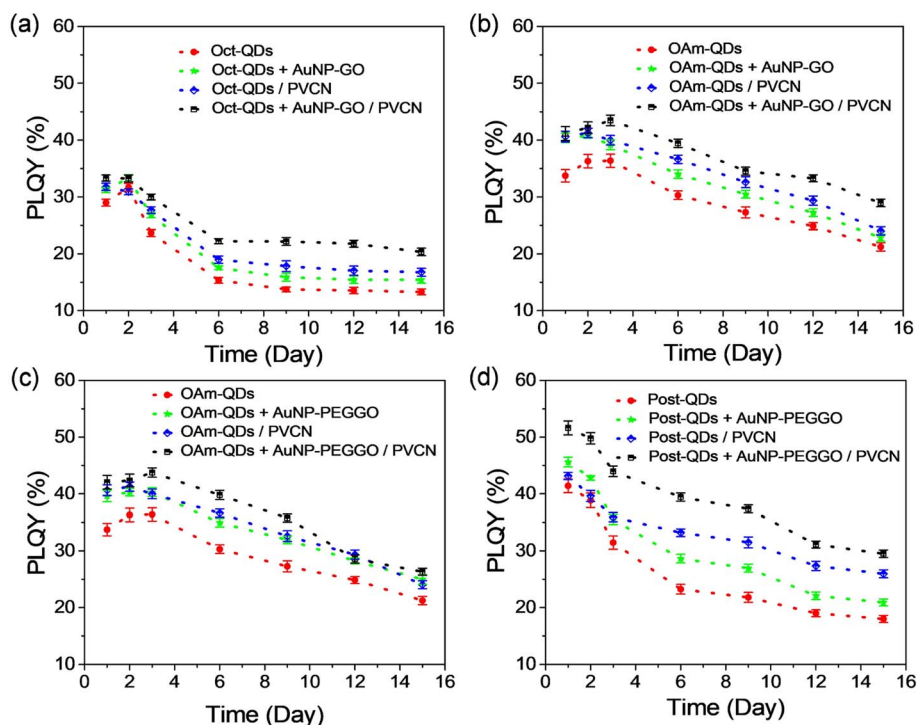 (a)
60
50
40
30
20
10
PLQY (%)
Oct-QDs
Oct-QDs + AuNP-GO
Oct-QDs / PVCN
Oct-QDs + AuNP-GO / PVCN
0 2 4 6 8 10 12 14 16
Time (Day)
(b)
60
50
40
30
20
10
PLQY (%)
OAm-QDs
OAm-QDs + AuNP-GO
OAm-QDs / PVCN
OAm-QDs + AuNP-GO / PVCN
0 2 4 6 8 10 12 14 16
Time (Day)
(c)
60
50
40
30
20
10
PLQY (%)
OAm-QDs
OAm-QDs + AuNP-PEGGO
OAm-QDs / PVCN
OAm-QDs + AuNP-PEGGO / PVCN
0 2 4 6 8 10 12 14 16
Time (Day)
(d)
60
50
40
30
20
10
PLQY (%)
Post-QDs
Post-QDs + AuNP-PEGGO
Post-QDs / PVCN
Post-QDs + AuNP-PEGGO / PVCN
0 2 4 6 8 10 12 14 16
Time (Day)